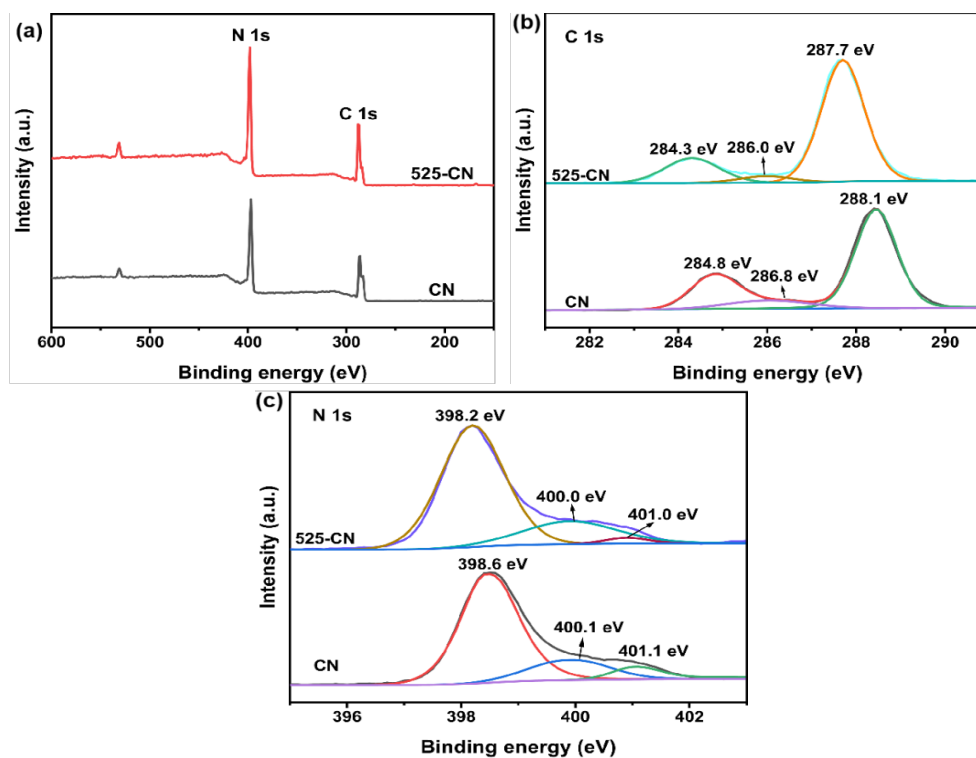 (a)
N 1s
C 1s
525-CN
CN
Intensity (a.u.)
600 500 400 300 200
Binding energy (eV)
(b)
C 1s
287.7 eV
284.3 eV
286.0 eV
525-CN
288.1 eV
284.8 eV
286.8 eV
CN
Intensity (a.u.)
282 284 286 288 290
Binding energy (eV)
(c)
N 1s
398.2 eV
400.0 eV
401.0 eV
525-CN
398.6 eV
400.1 eV
401.1 eV
CN
Intensity (a.u.)
396 398 400 402
Binding energy (eV)